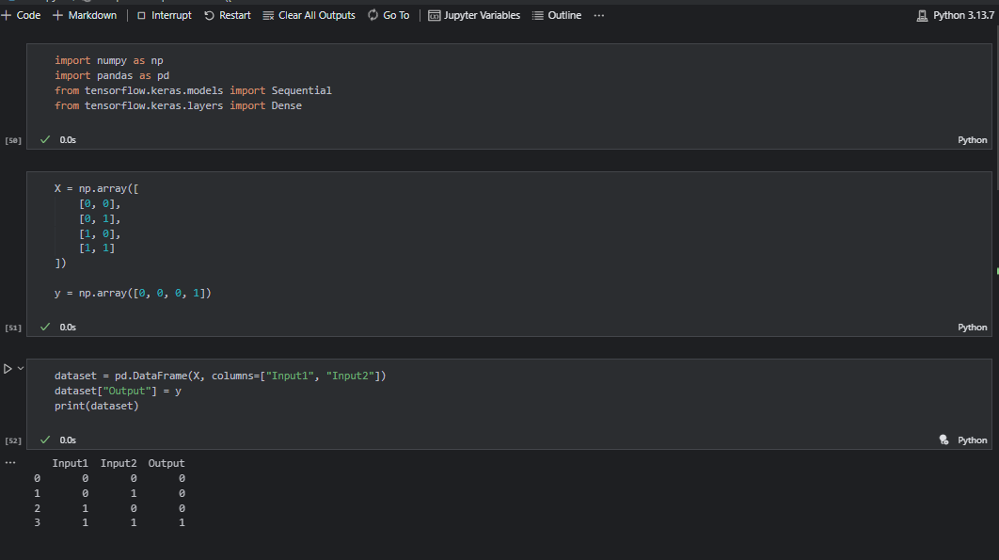 Code Markdown Interrupt Restart Clear All Outputs Go To Jupyter Variables Outline ... Python 3.13.7
import numpy as np
import pandas as pd
from tensorflow.keras.models import Sequential
from tensorflow.keras.layers import Dense
[50] 0.0s Python
X = np.array([
    [0, 0],
    [0, 1],
    [1, 0],
    [1, 1]
])
y = np.array([0, 0, 0, 1])
[51] 0.0s Python
dataset = pd.DataFrame(X, columns=["Input1", "Input2"])
dataset["Output"] = y
print(dataset)
[52] 0.0s Python
... Input1 Input2 Output
0 0 0 0
1 0 1 0
2 1 0 0
3 1 1 1